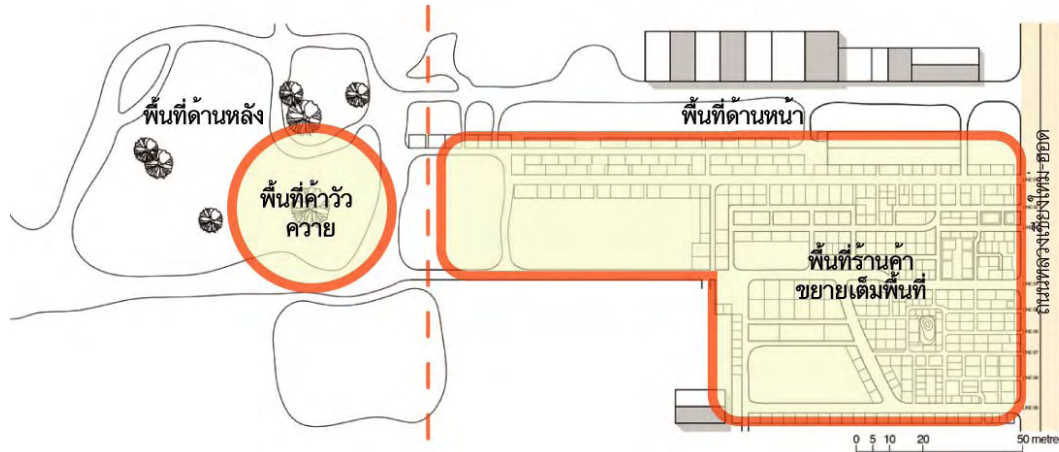 พื้นที่ด้านหลัง
พื้นที่ด้านหน้า
พื้นที่ค้าวัว
ควาย
พื้นที่ร้านค้า
ขยายเต็มพื้นที่
ถนนหลวงเชียงใหม่-ฮอด
0 5 10 20 50 metre